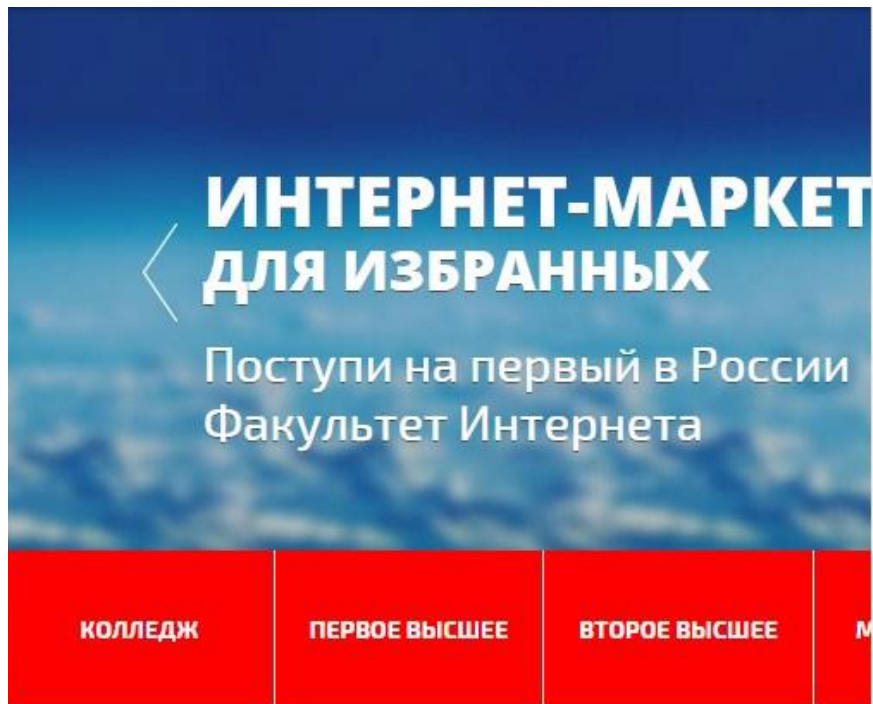 ИНТЕРНЕТ-МАРКЕТ
ДЛЯ ИЗБРАННЫХ
Поступи на первый в России
Факультет Интернета
КОЛЛЕДЖ ПЕРВОЕ ВЫСШЕЕ ВТОРОЕ ВЫСШЕЕ М